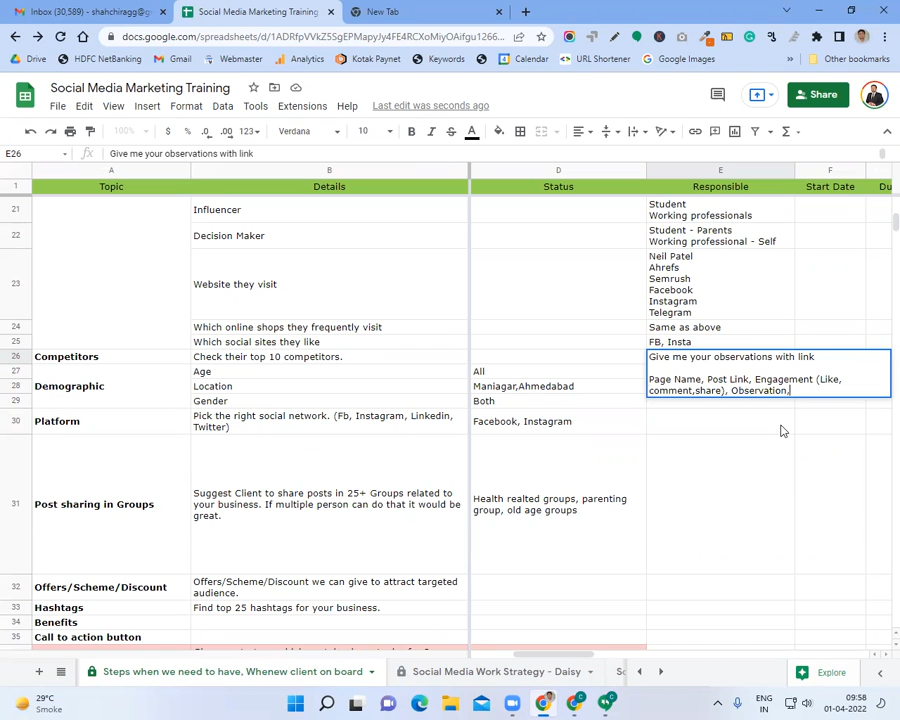 Inbox (30,589) - shahchiragg@g
Social Media Marketing Training
New Tab
docs.google.com/spreadsheets/d/1ADRfpVVkZ5SgEPMapyJy4FE4RCXoMiyOAifgu1266...
Drive
HDFC NetBanking
Gmail
Webmaster
Analytics
Kotak Paynet
Keywords
Calendar
URL Shortener
Google Images
»
Other bookmarks
Social Media Marketing Training
File Edit View Insert Format Data Tools Extensions Help Last edit was seconds ago
Share
100% $ % .0 .00 123 Verdana 10 B I S A
E26 fx Give me your observations with link
A B D E F
1 Topic Details Status Responsible Start Date Du
21 Influencer Student
Working professionals
22 Decision Maker Student - Parents
Working professional - Self
23 Website they visit Neil Patel
Ahrefs
Semrush
Facebook
Instagram
Telegram
24 Which online shops they frequently visit Same as above
25 Which social sites they like FB, Insta
26 Competitors Check their top 10 competitors. Give me your observations with link
27 Age All
Page Name, Post Link, Engagement (Like,
28 Demographic Location Maniagar,Ahmedabad
comment,share), Observation,
29 Gender Both
30 Platform Pick the right social network. (Fb, Instagram, Linkedin,
Twitter) Facebook, Instagram
31 Post sharing in Groups Suggest Client to share posts in 25+ Groups related to
your business. If multiple person can do that it would be
great. Health realted groups, parenting
group, old age groups
32 Offers/Scheme/Discount Offers/Scheme/Discount we can give to attract targeted
audience.
33 Hashtags Find top 25 hashtags for your business.
34 Benefits
35 Call to action button
Steps when we need to have, Whenew client on board
Social Media Work Strategy - Daisy
Explore
29°C
Smoke
ENG
IN
09:58
01-04-2022